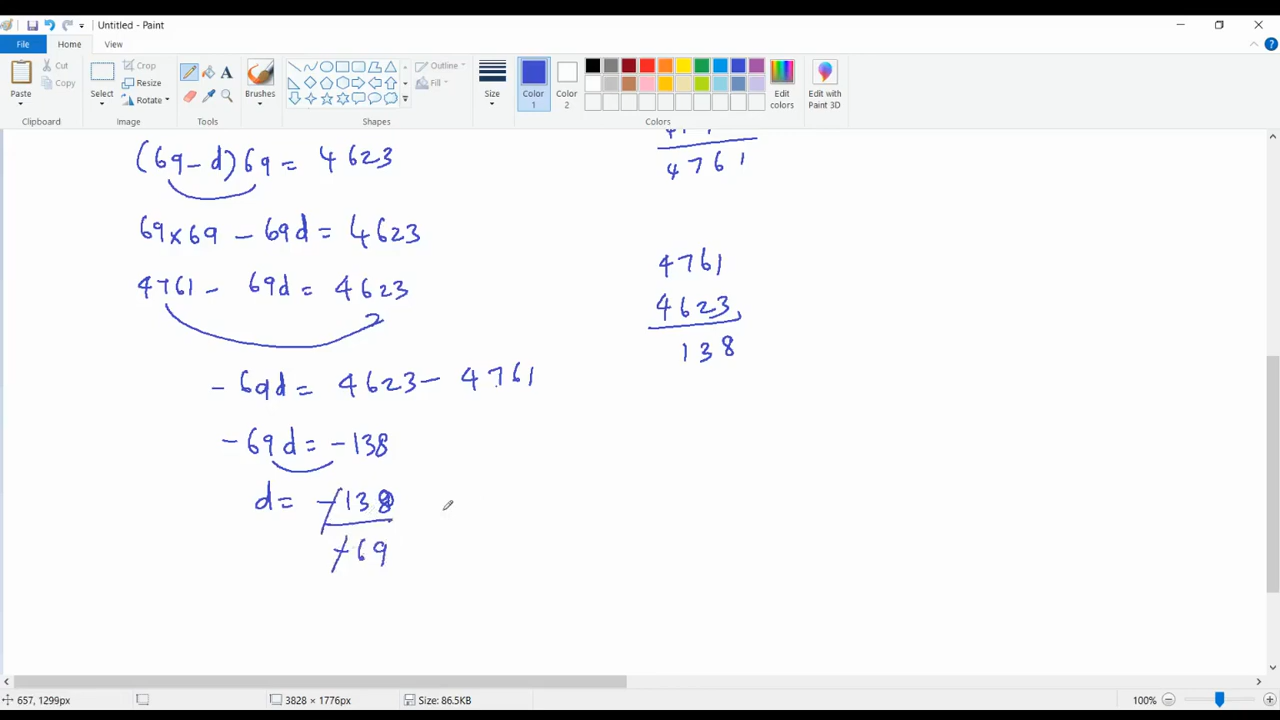 Untitled - Paint
File Home View
Paste
Cut
Copy
Clipboard
Select
Crop
Resize
Rotate
Image
A
Tools
Brushes
Outline
Fill
Shapes
Size
Color 1
Color 2
Edit colors
Colors
Edit with Paint 3D
(69 - d) 69 = 4623
69 × 69 - 69d = 4623
4761 - 69d = 4623
- 69d = 4623 - 4761
- 69d = - 138
d = -138
-69
4761
4761
4623
138
657, 1299px
3828 × 1776px
Size: 86.5KB
100%